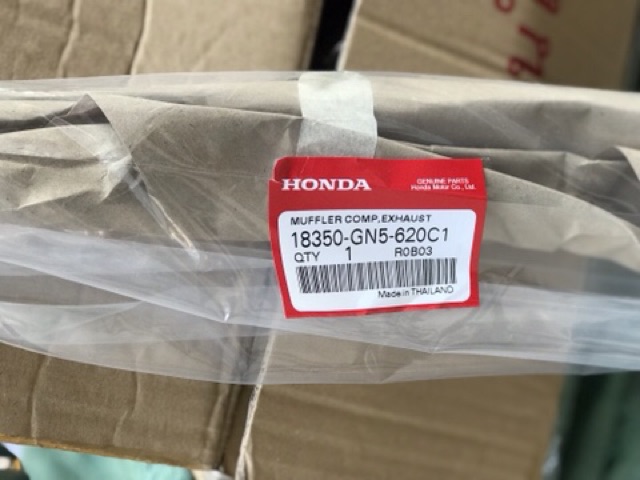 HONDA
GENUINE PARTS
Honda Motor Co., Ltd.
MUFFLER COMP,EXHAUST
18350-GN5-620C1
QTY 1 R0B03
Made in THAILAND